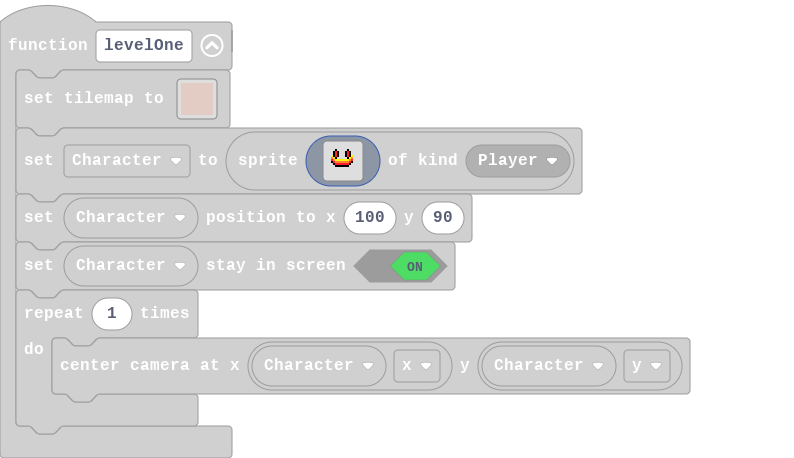 function levelOne
set tilemap to
set Character to sprite of kind Player
set Character position to x 100 y 90
set Character stay in screen ON
repeat 1 times
do
center camera at x Character x y Character y